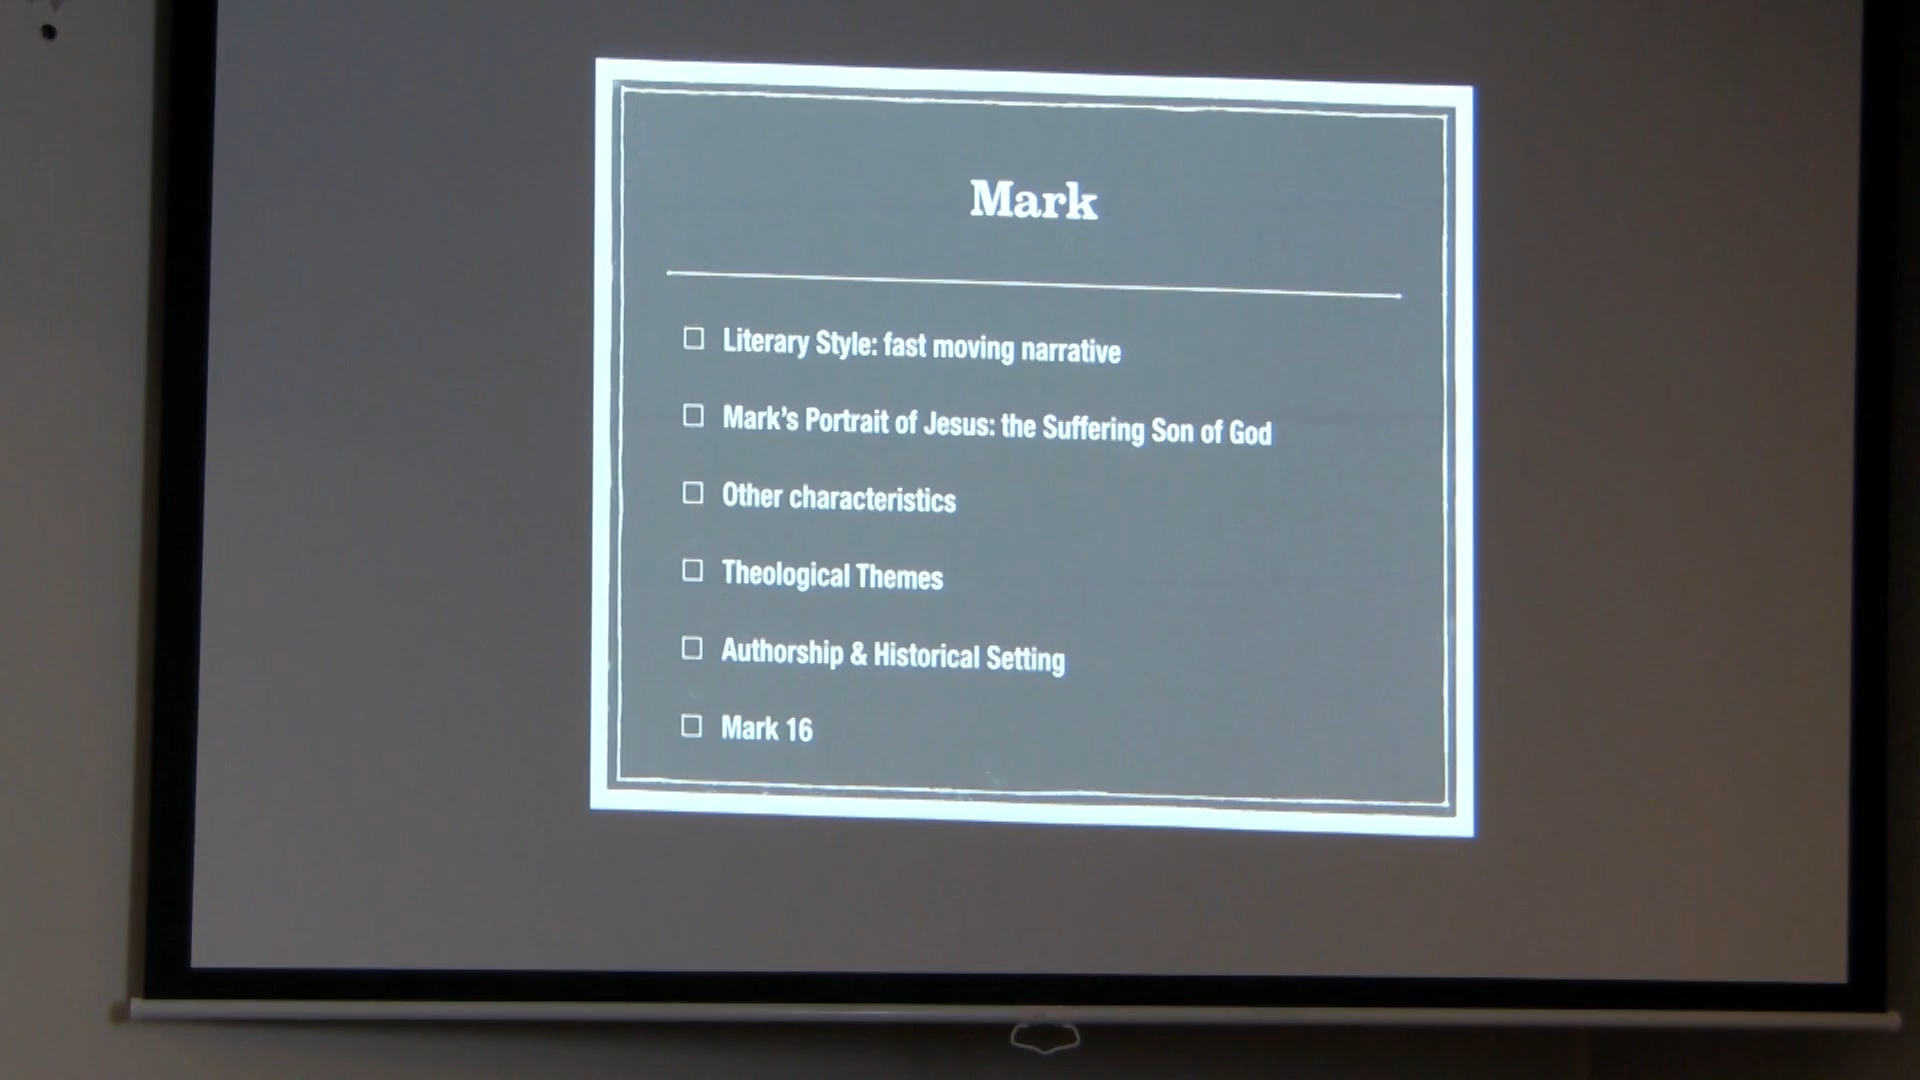 Mark
Literary Style: fast moving narrative
Mark's Portrait of Jesus: the Suffering Son of God
Other characteristics
Theological Themes
Authorship & Historical Setting
Mark 16